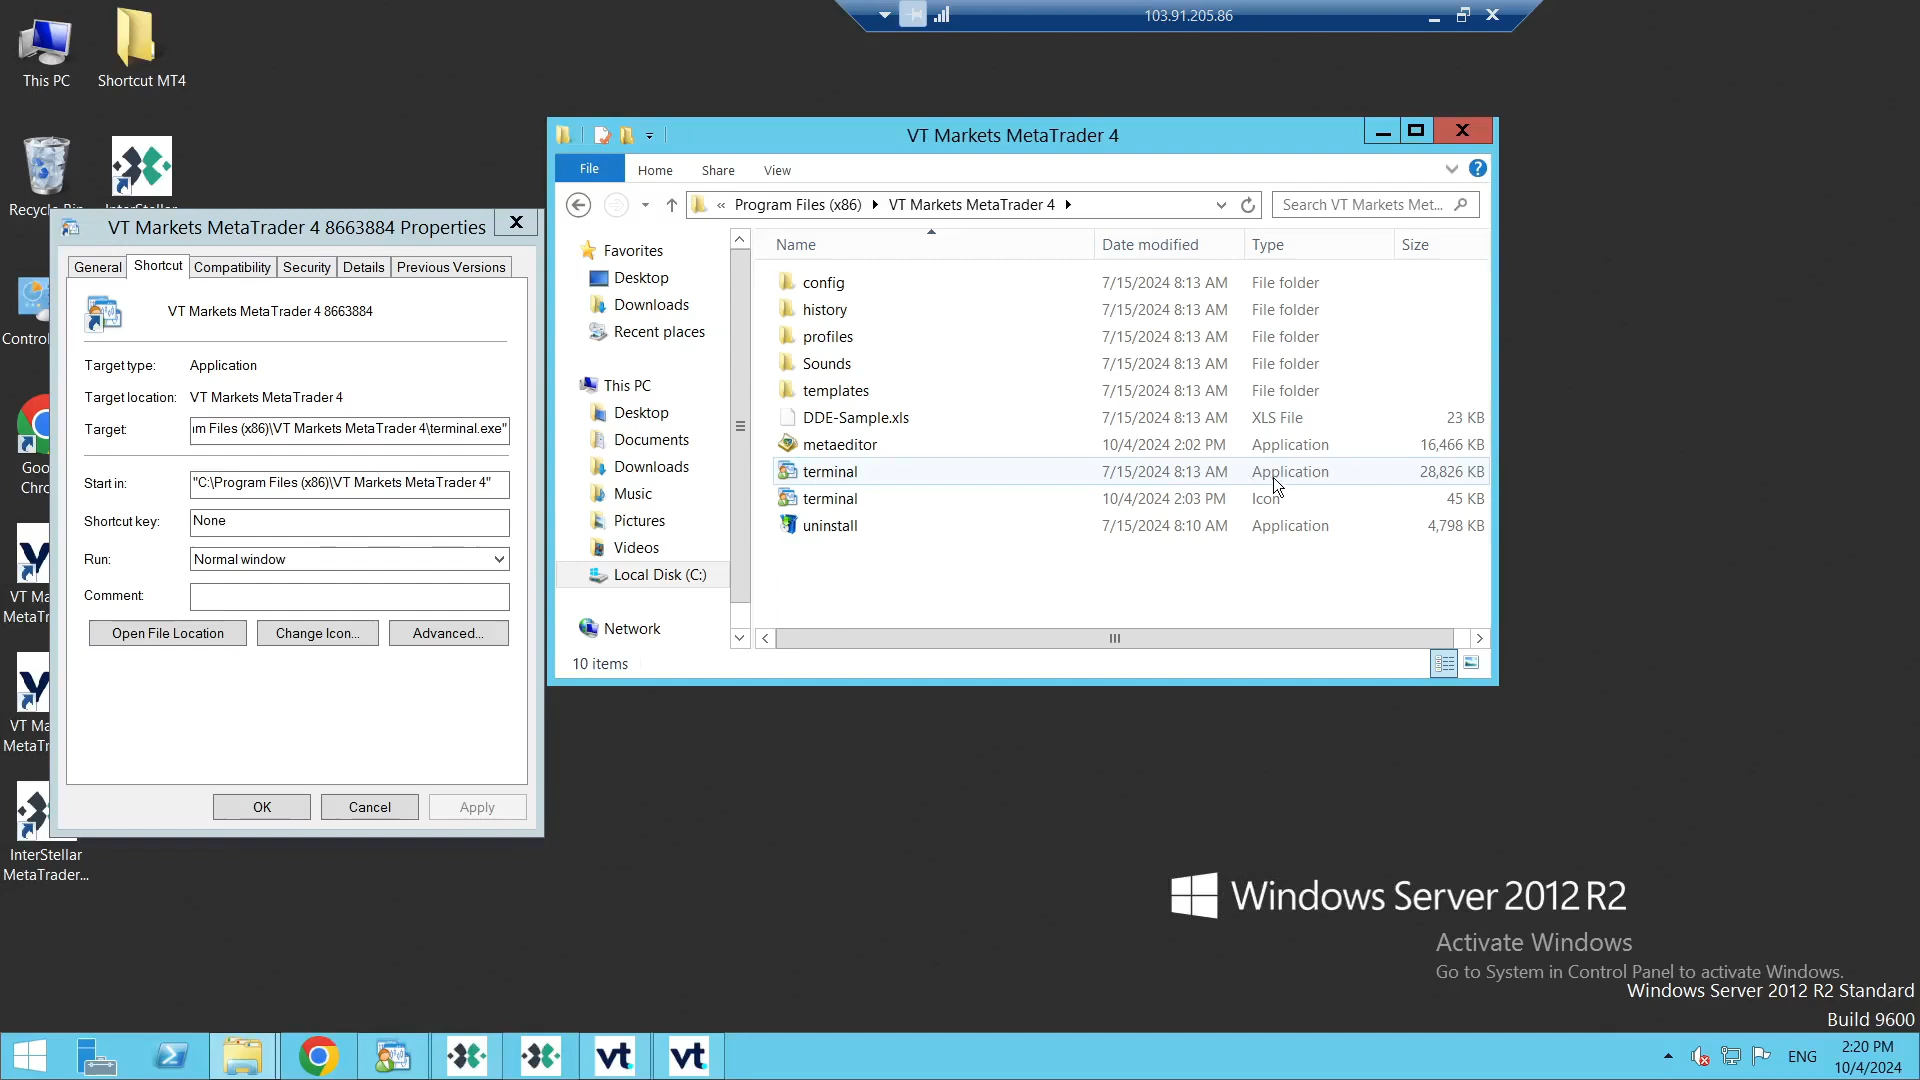 103.91.205.86
This PC
Shortcut MT4
VT Markets MetaTrader 4 8663884 Properties
General
Shortcut
Compatibility
Security
Details
Previous Versions
VT Markets MetaTrader 4 8663884
Target type: Application
Target location: VT Markets MetaTrader 4
Target: m Files (x86)\VT Markets MetaTrader 4\terminal.exe"
Start in: "C:\Program Files (x86)\VT Markets MetaTrader 4"
Shortcut key: None
Run: Normal window
Comment:
Open File Location
Change Icon...
Advanced...
OK
Cancel
Apply
Recycle Bin
InterStellar
Control
Goo
Chro
VT Ma
MetaTr
VT Ma
MetaTr
InterStellar
MetaTrader...
VT Markets MetaTrader 4
File
Home
Share
View
« Program Files (x86) VT Markets MetaTrader 4
Search VT Markets Met...
Favorites
Desktop
Downloads
Recent places
This PC
Desktop
Documents
Downloads
Music
Pictures
Videos
Local Disk (C:)
Network
Name Date modified Type Size
config 7/15/2024 8:13 AM File folder
history 7/15/2024 8:13 AM File folder
profiles 7/15/2024 8:13 AM File folder
Sounds 7/15/2024 8:13 AM File folder
templates 7/15/2024 8:13 AM File folder
DDE-Sample.xls 7/15/2024 8:13 AM XLS File 23 KB
metaeditor 10/4/2024 2:02 PM Application 16,466 KB
terminal 7/15/2024 8:13 AM Application 28,826 KB
terminal 10/4/2024 2:03 PM Icon 45 KB
uninstall 7/15/2024 8:10 AM Application 4,798 KB
10 items
Windows Server 2012 R2
Activate Windows
Go to System in Control Panel to activate Windows.
Windows Server 2012 R2 Standard
Build 9600
vt.
vt.
ENG
2:20 PM
10/4/2024